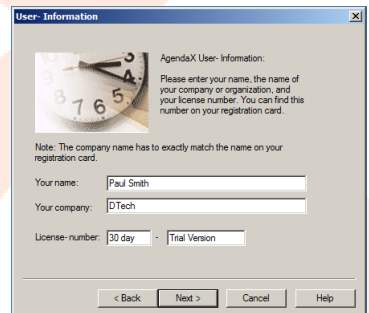 User- Information
AgendaX User- Information:
Please enter your name, the name of
your company or organization, and
your license number. You can find this
number on your registration card.
Note: The company name has to exactly match the name on your
registration card.
Your name: Paul Smith
Your company: DTech
License- number: 30 day - Trial Version
< Back Next > Cancel Help